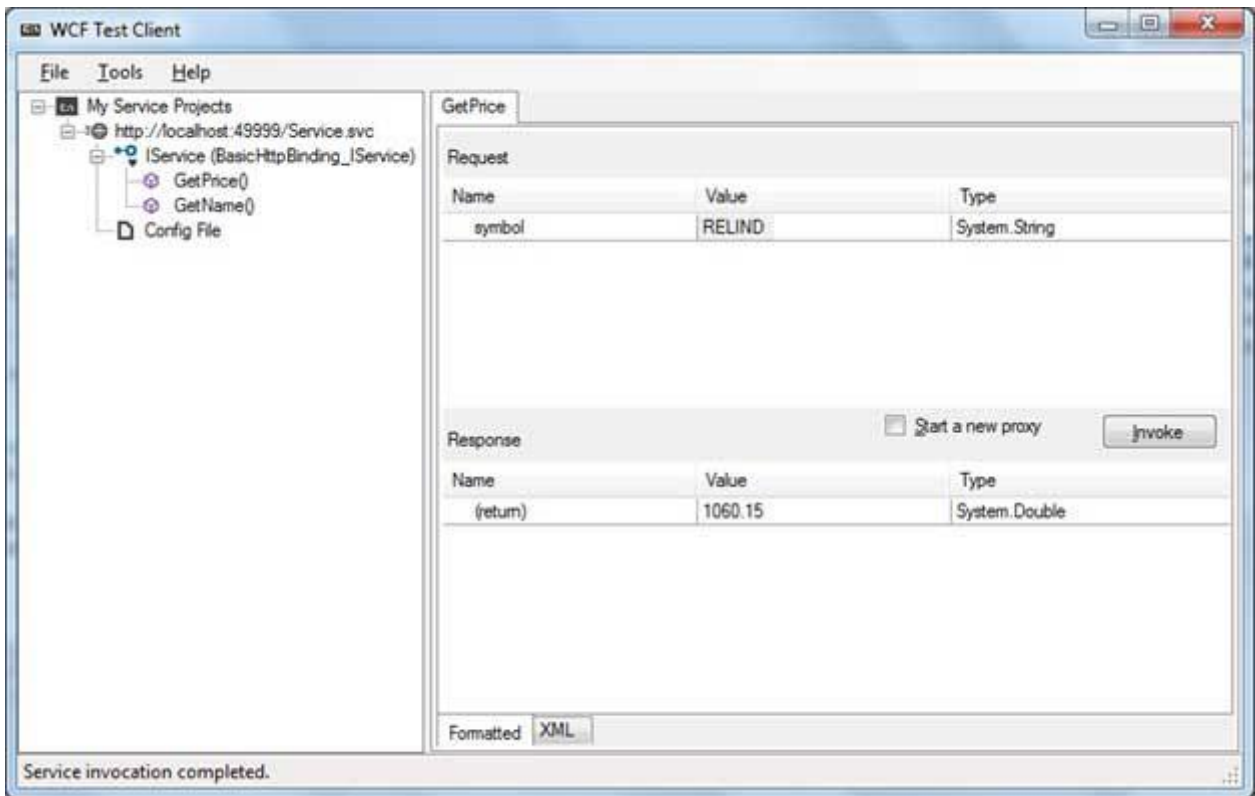 WCF Test Client
File Tools Help
My Service Projects
http://localhost:49999/Service.svc
IService (BasicHttpBinding_IService)
GetPrice()
GetName()
Config File
GetPrice
Request
Name Value Type
symbol RELIND System.String
Response
Start a new proxy
Invoke
Name Value Type
(return) 1060.15 System.Double
Formatted XML
Service invocation completed.